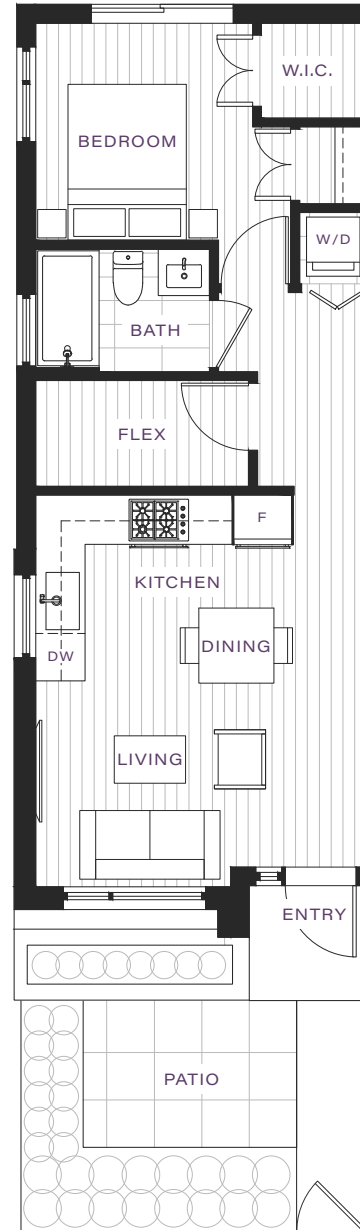 W.I.C.
BEDROOM
W/D
BATH
FLEX
F
KITCHEN
DINING
DW
LIVING
ENTRY
PATIO